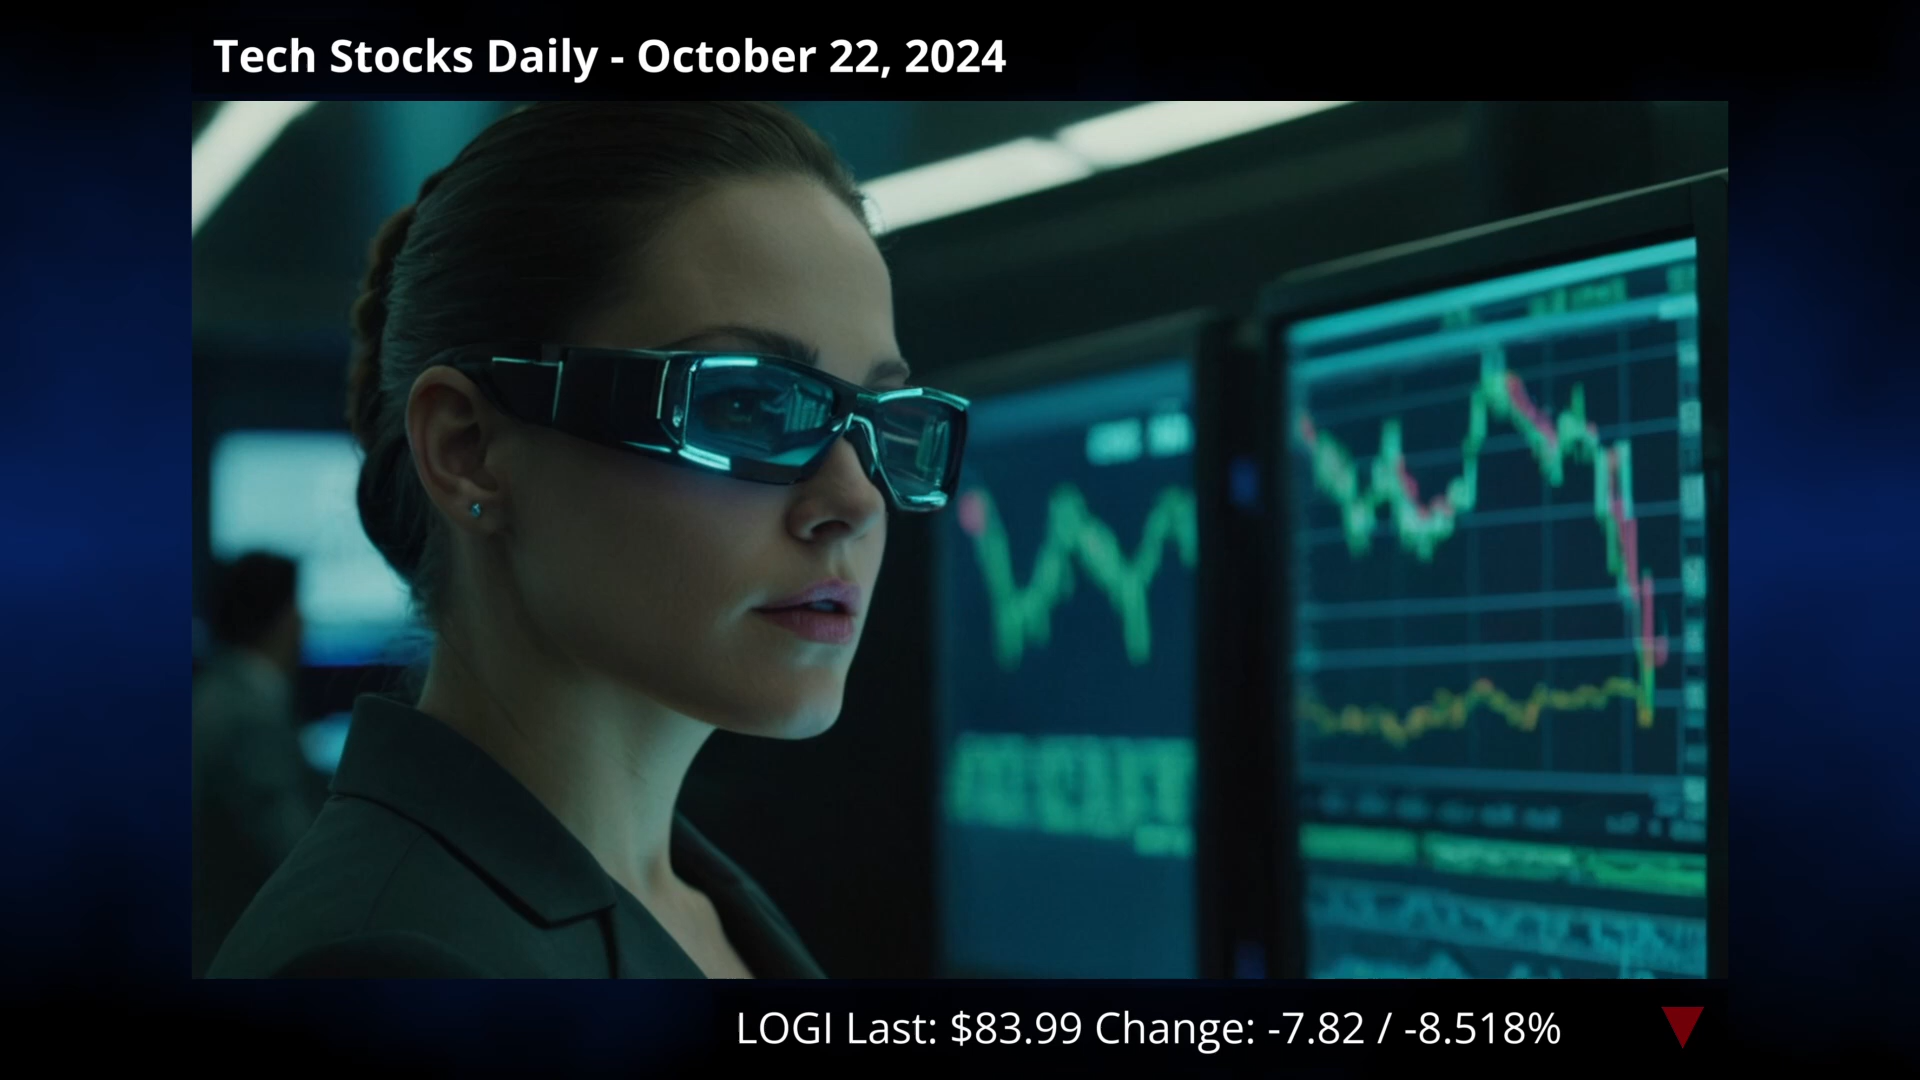 Tech Stocks Daily - October 22, 2024
LOGI Last: $83.99 Change: -7.82 / -8.518%